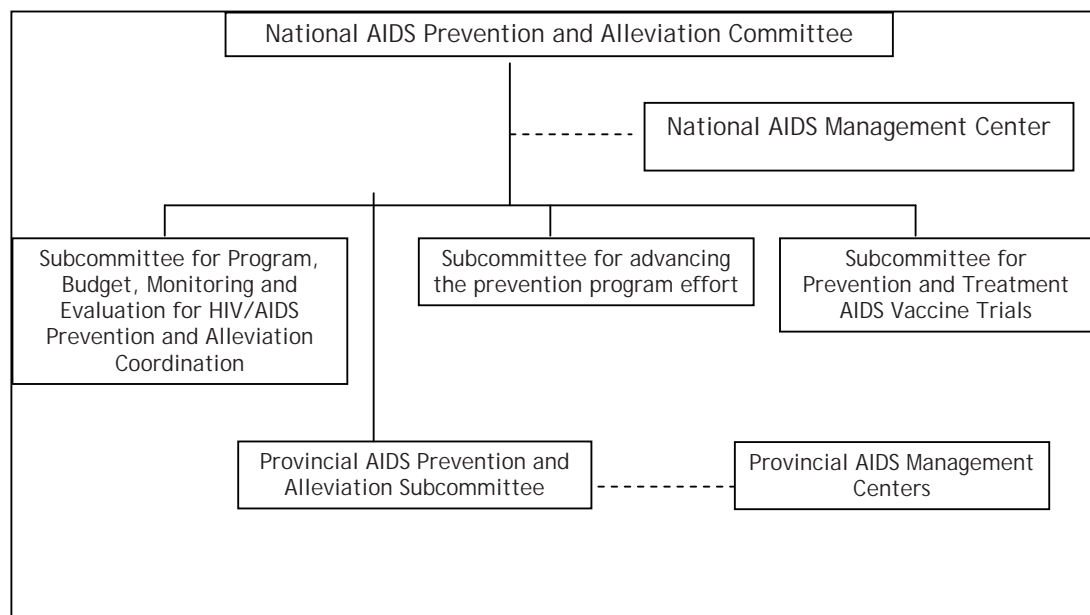 National AIDS Prevention and Alleviation Committee
National AIDS Management Center
Subcommittee for Program,
Budget, Monitoring and
Evaluation for HIV/AIDS
Prevention and Alleviation
Coordination
Subcommittee for advancing
the prevention program effort
Subcommittee for
Prevention and Treatment
AIDS Vaccine Trials
Provincial AIDS Prevention and
Alleviation Subcommittee
Provincial AIDS Management
Centers